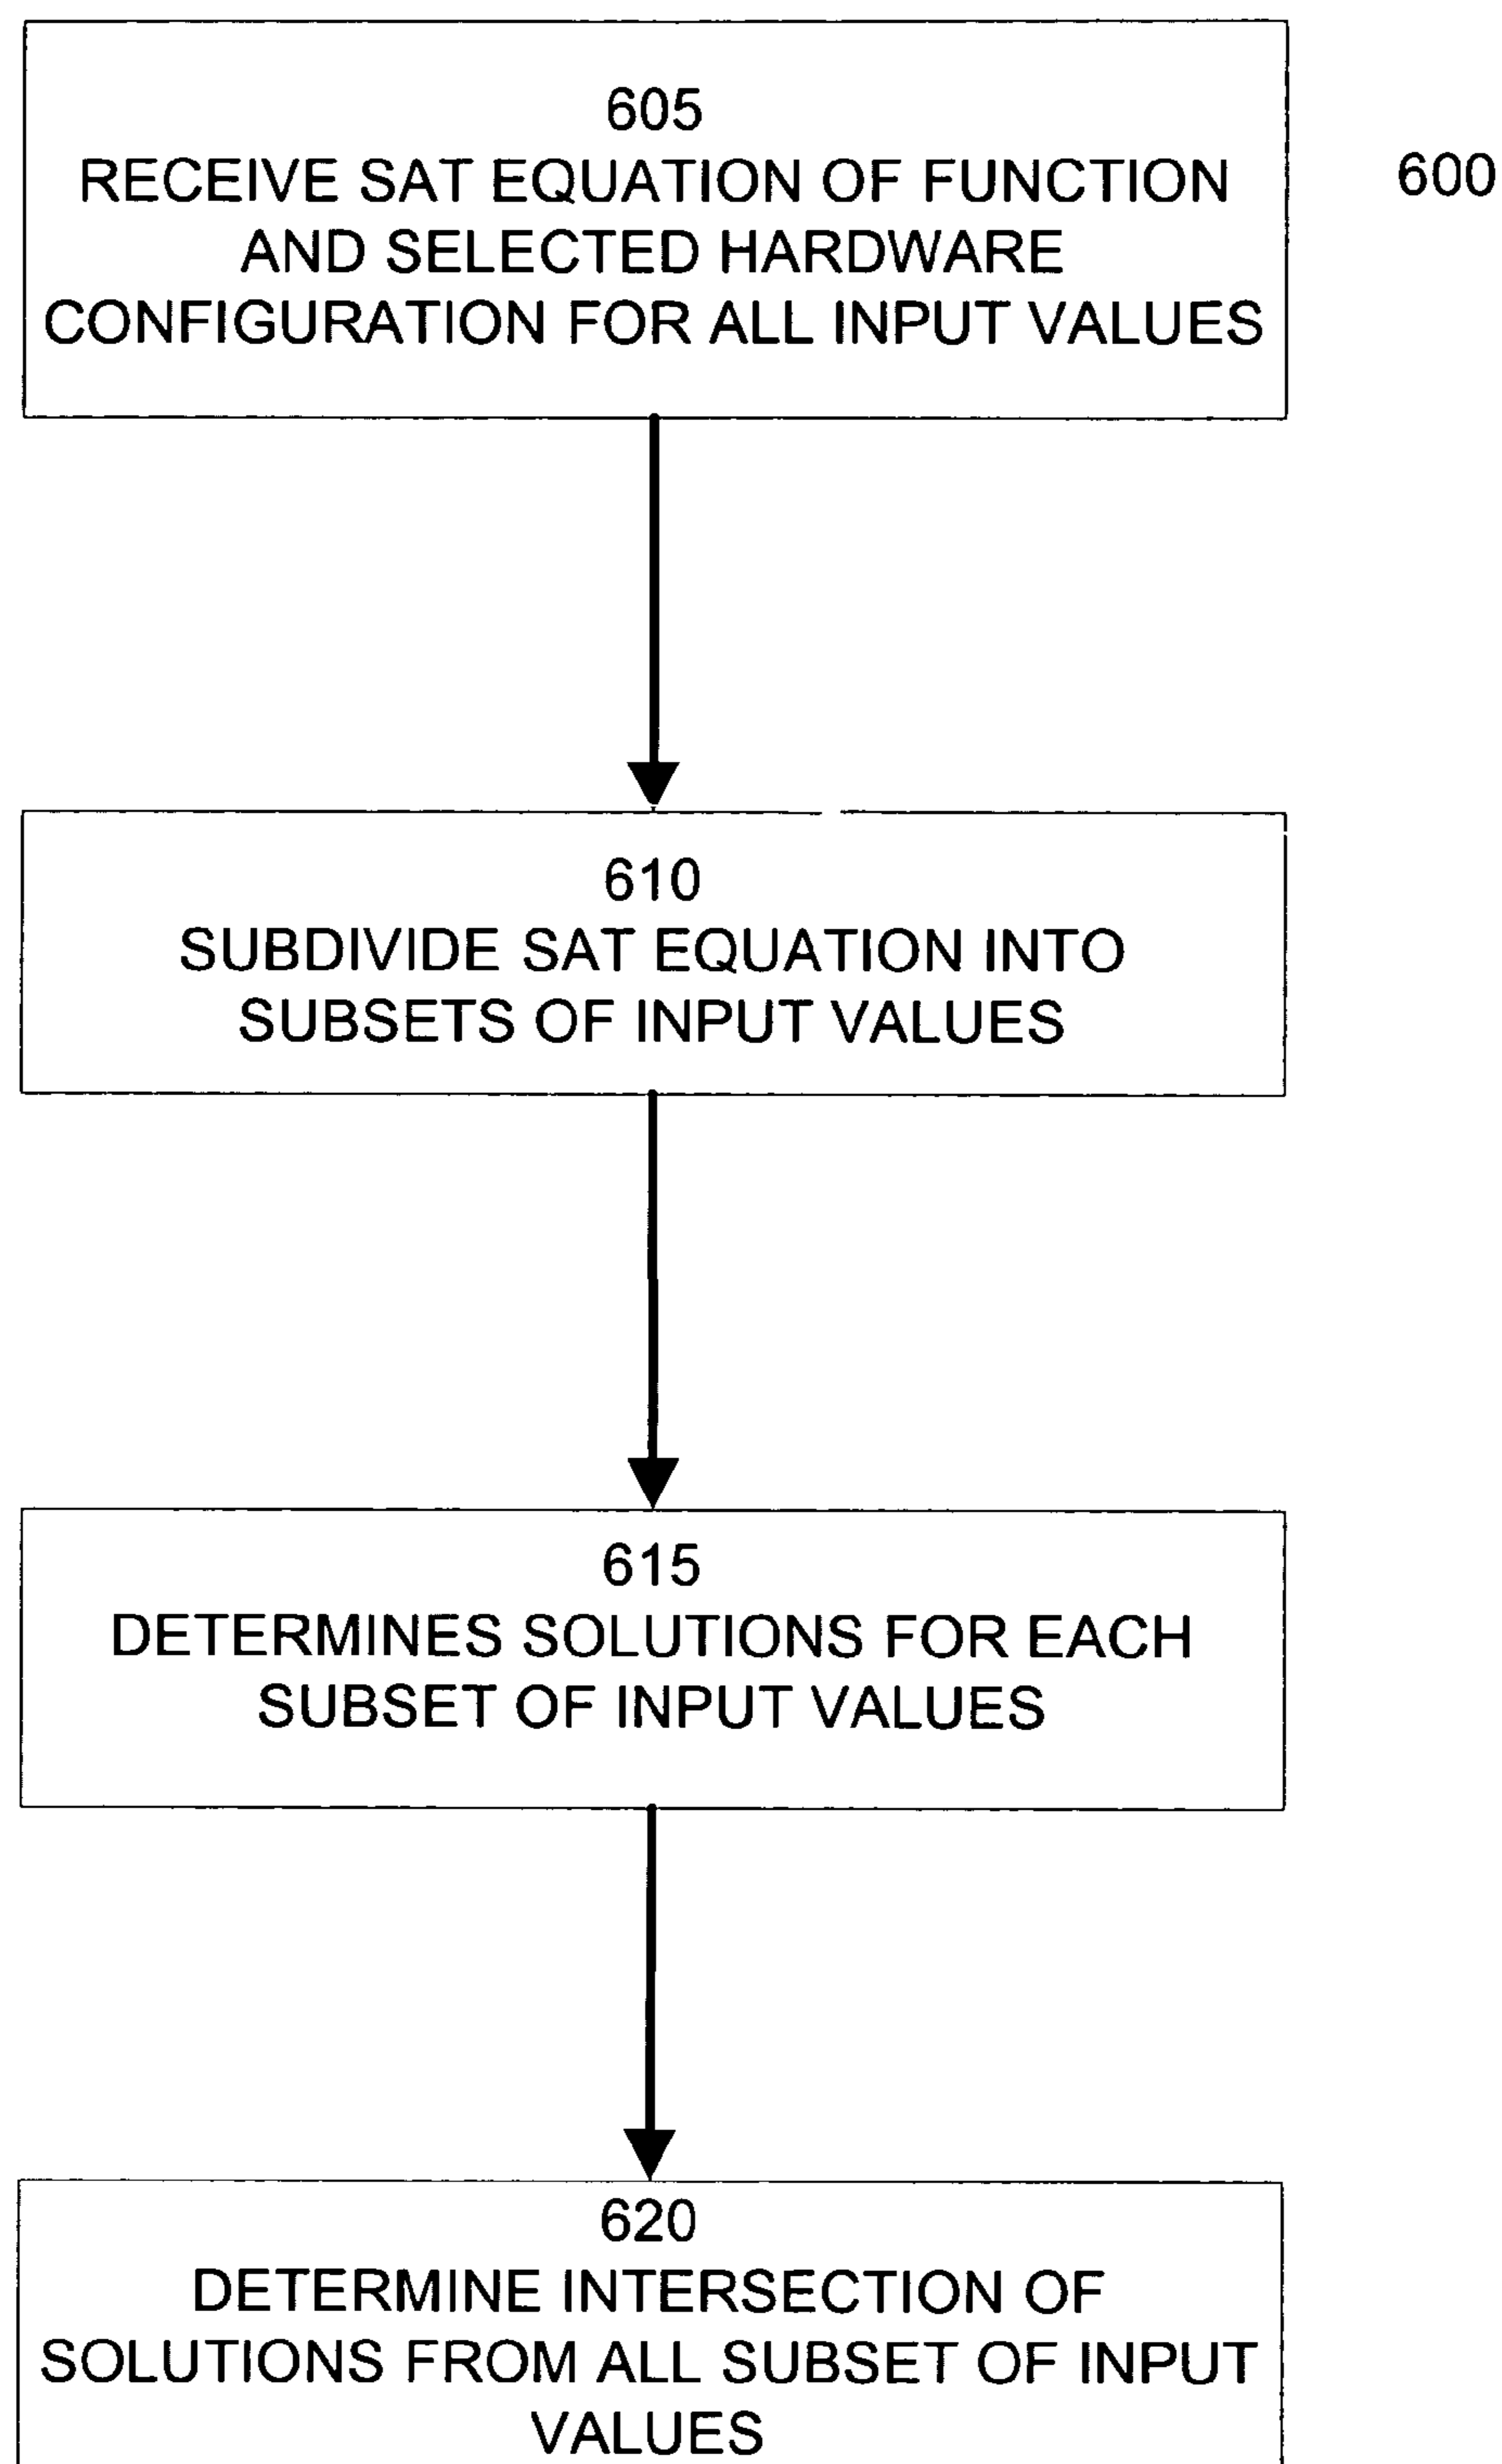 605
RECEIVE SAT EQUATION OF FUNCTION
AND SELECTED HARDWARE
CONFIGURATION FOR ALL INPUT VALUES
600
610
SUBDIVIDE SAT EQUATION INTO
SUBSETS OF INPUT VALUES
615
DETERMINES SOLUTIONS FOR EACH
SUBSET OF INPUT VALUES
620
DETERMINE INTERSECTION OF
SOLUTIONS FROM ALL SUBSET OF INPUT
VALUES